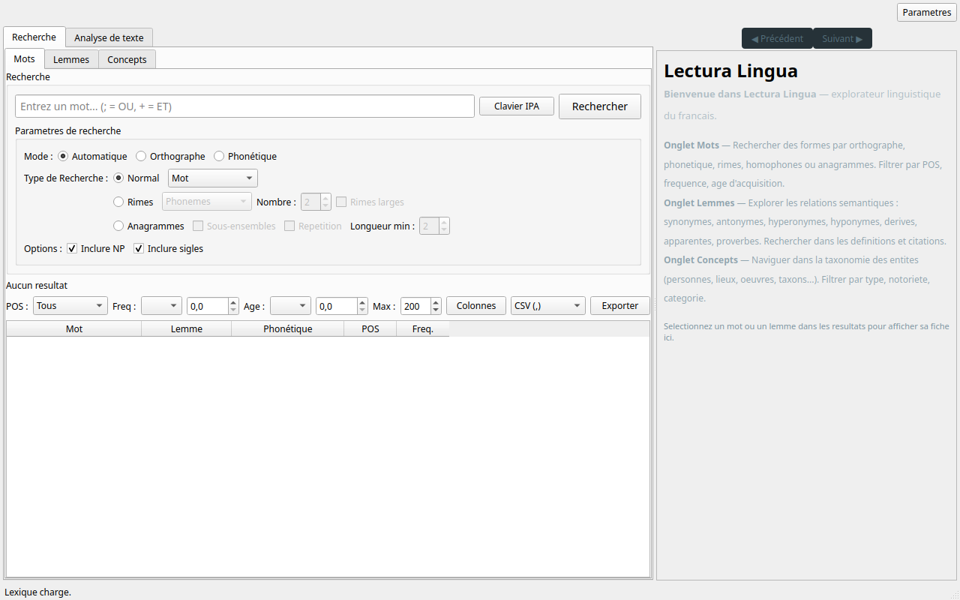 Parametres
Recherche Analyse de texte
◀ Précédent Suivant ▶
Mots Lemmes Concepts
Recherche
Entrez un mot... (; = OU, + = ET) Clavier IPA Rechercher
Parametres de recherche
Mode : Automatique Orthographe Phonétique
Type de Recherche : Normal Mot
Rimes Phonemes Nombre : 2 Rimes larges
Anagrammes Sous-ensembles Repetition Longueur min : 2
Options : Inclure NP Inclure sigles
Aucun resultat
POS : Tous Freq : 0,0 Age : 0,0 Max : 200 Colonnes CSV (,) Exporter
Mot Lemme Phonétique POS Freq.
Lectura Lingua
Bienvenue dans Lectura Lingua — explorateur linguistique
du francais.
Onglet Mots — Rechercher des formes par orthographe,
phonetique, rimes, homophones ou anagrammes. Filtrer par POS,
frequence, age d'acquisition.
Onglet Lemmes — Explorer les relations semantiques :
synonymes, antonymes, hyperonymes, hyponymes, derives,
apparentes, proverbes. Rechercher dans les definitions et citations.
Onglet Concepts — Naviguer dans la taxonomie des entites
(personnes, lieux, oeuvres, taxons...). Filtrer par type, notoriete,
categorie.
Selectionnez un mot ou un lemme dans les resultats pour afficher sa fiche
ici.
Lexique charge.